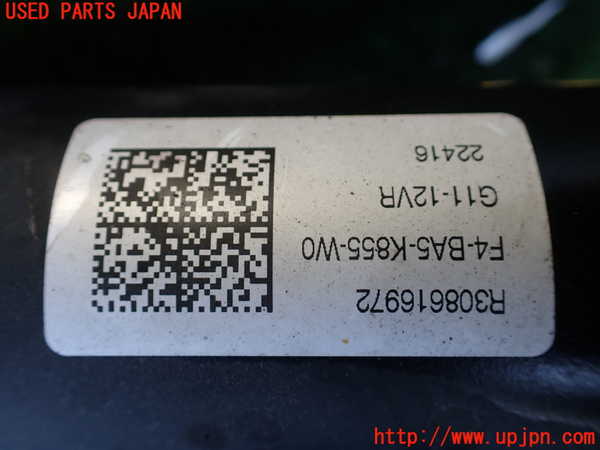 USED PARTS JAPAN
R308616972
F4-BA5-K855-W0
G11-12VR
22416
http://www.upjpn.com/